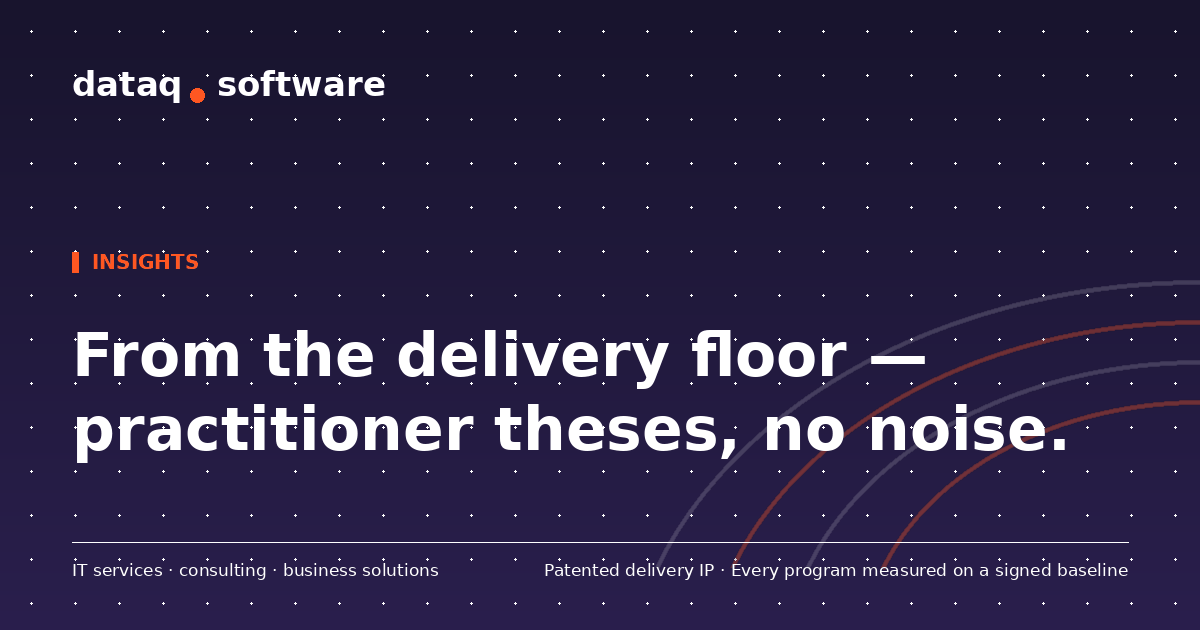 dataq.software
INSIGHTS
From the delivery floor —
practitioner theses, no noise.
IT services · consulting · business solutions
Patented delivery IP · Every program measured on a signed baseline